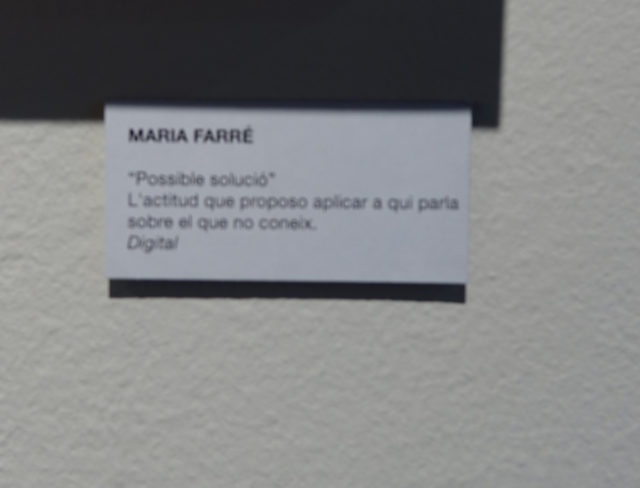 MARIA FARRÉ
"Possible solució"
L'actitud que proposo aplicar a qui parla
sobre el que no coneix.
Digital